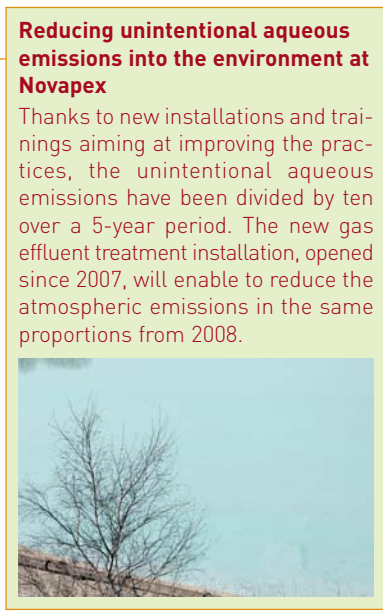 Reducing unintentional aqueous
emissions into the environment at
Novapex
Thanks to new installations and trai-
nings aiming at improving the prac-
tices, the unintentional aqueous
emissions have been divided by ten
over a 5-year period. The new gas
effluent treatment installation, opened
since 2007, will enable to reduce the
atmospheric emissions in the same
proportions from 2008.